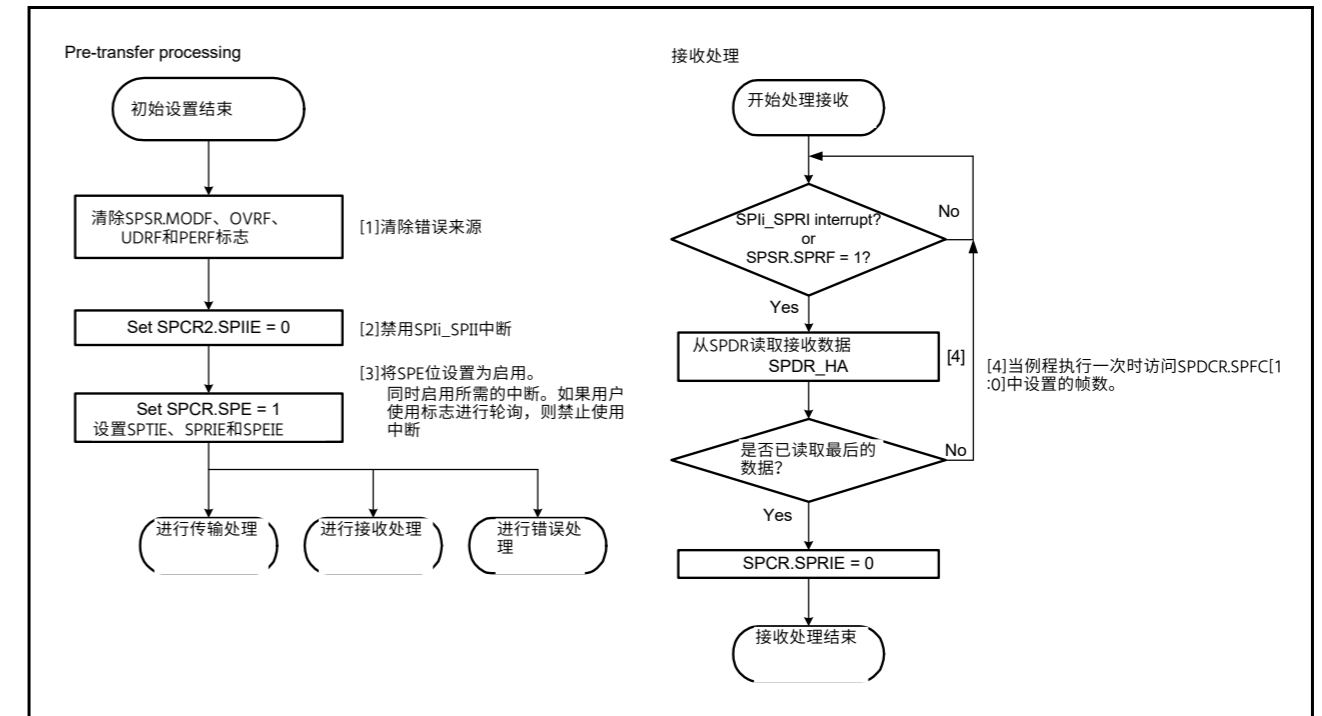 Pre-transfer processing
初始设置结束
清除SPSR.MODF、OVRF、
UDRF和PERF标志
[1]清除错误来源
Set SPCR2.SPIIE = 0
[2]禁用SPIi_SPII中断
[3]将SPE位设置为启用。
同时启用所需的中断。如果用户
使用标志进行轮询，则禁止使用
中断
Set SPCR.SPE = 1
设置SPTIE、SPRIE和SPEIE
进行传输处理
进行接收处理
进行错误处
理
接收处理
开始处理接收
SPIi_SPRI interrupt?
or
SPSR.SPRF = 1?
No
Yes
从SPDR读取接收数据
SPDR_HA
[4]
[4]当例程执行一次时访问SPDCR.SPFC[1
:0]中设置的帧数。
是否已读取最后的
数据？
No
Yes
SPCR.SPRIE = 0
接收处理结束